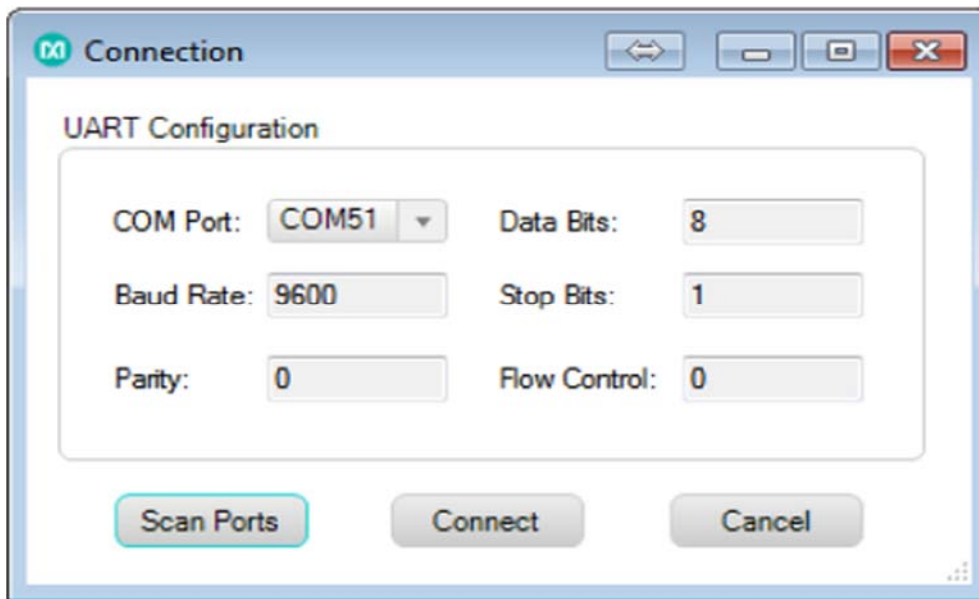 Connection
UART Configuration
COM Port: COM51 Data Bits: 8
Baud Rate: 9600 Stop Bits: 1
Parity: 0 Flow Control: 0
Scan Ports Connect Cancel